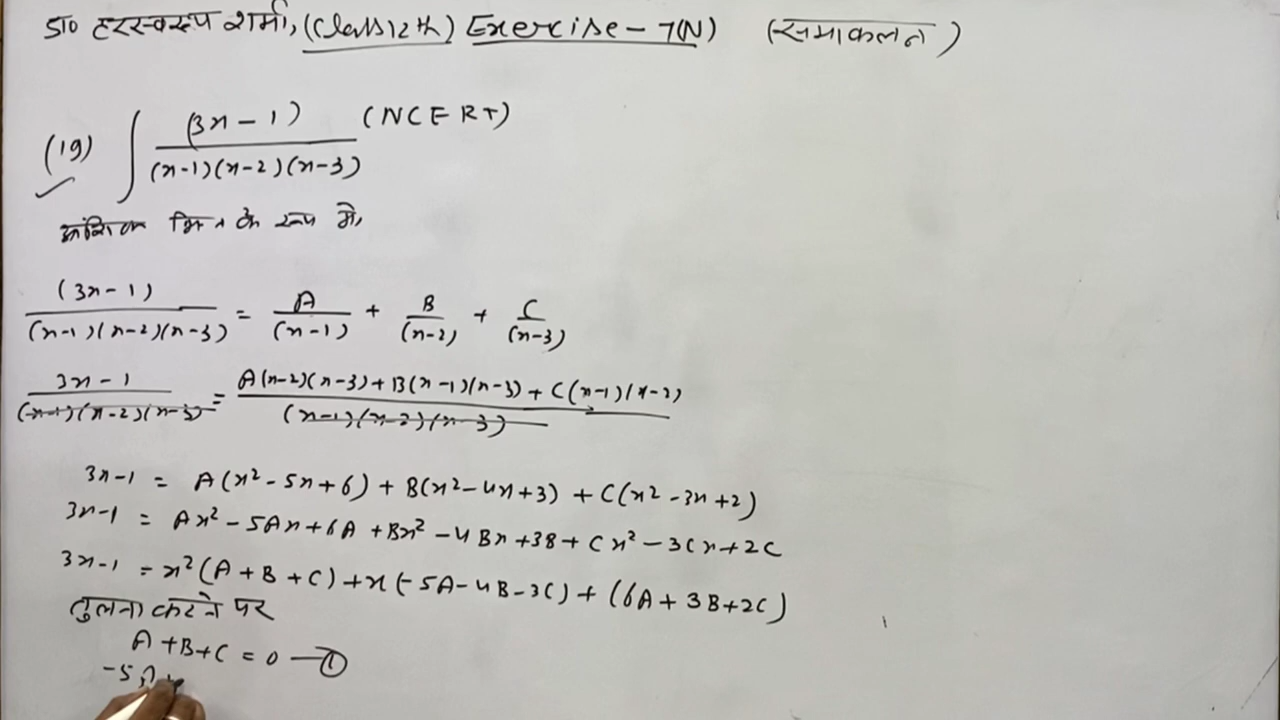 डा० हरस्वरूप शर्मा, (Class 12th) Exercise - 7(N) (समाकलन)
(19) ∫ (3x-1) / (x-1)(x-2)(x-3) (NCERT)
आंशिक भिन्न के रूप में,
(3x-1) / (x-1)(x-2)(x-3) = A/(x-1) + B/(x-2) + C/(x-3)
3x-1 / (x-1)(x-2)(x-3) = A(x-2)(x-3) + B(x-1)(x-3) + C(x-1)(x-2) / (x-1)(x-2)(x-3)
3x-1 = A(x²-5x+6) + B(x²-4x+3) + C(x²-3x+2)
3x-1 = Ax²-5Ax+6A+Bx²-4Bx+3B+Cx²-3Cx+2C
3x-1 = x²(A+B+C)+x(-5A-4B-3C)+(6A+3B+2C)
तुलना करने पर
A+B+C = 0 — ①
-5A